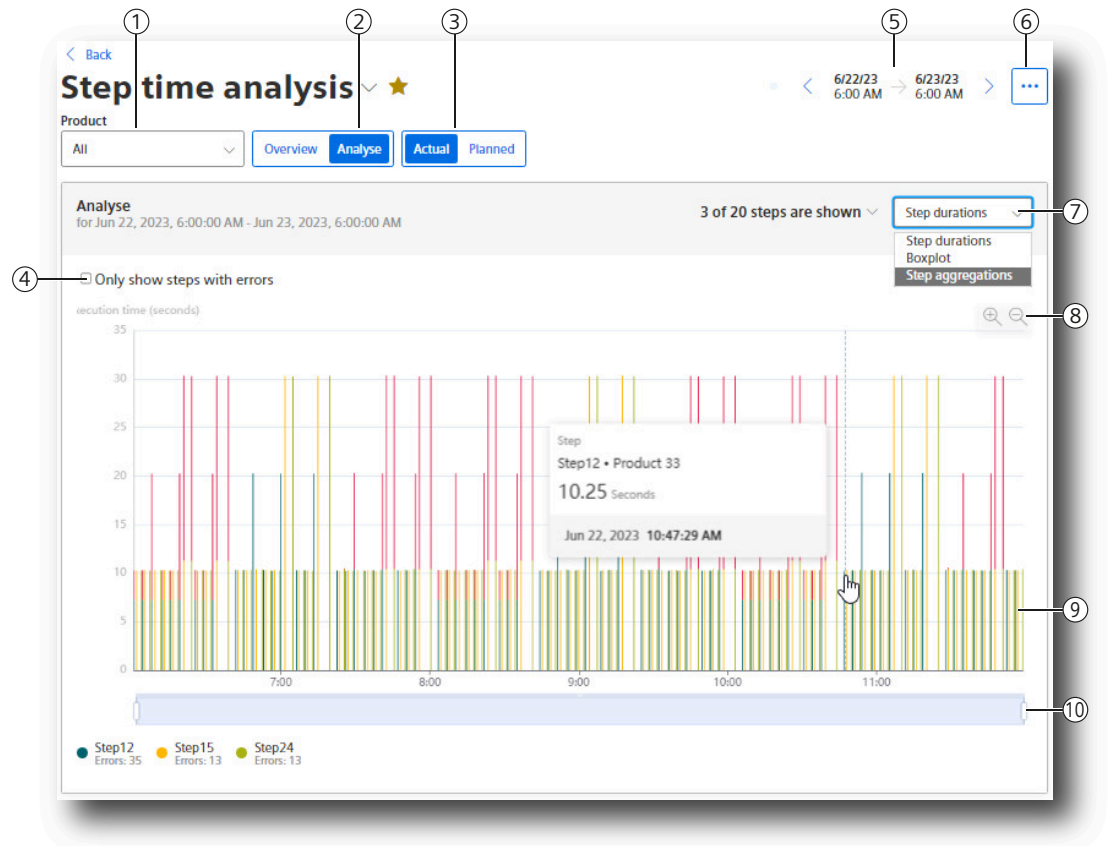 ① ② ③ ⑤ ⑥
Back
Step time analysis
6/22/23 6/23/23
6:00 AM 6:00 AM
Product
All
Overview Analyse Actual Planned
Analyse
for Jun 22, 2023, 6:00:00 AM - Jun 23, 2023, 6:00:00 AM
3 of 20 steps are shown
Step durations
⑦
Step durations
Boxplot
Step aggregations
④
Only show steps with errors
ecution time (seconds)
⑧
35
30
25
20
15
10
5
0
Step
Step12 • Product 33
10.25 Seconds
Jun 22, 2023 10:47:29 AM
⑨
7:00 8:00 9:00 10:00 11:00
⑩
Step12 Step15 Step24
Errors: 35 Errors: 13 Errors: 13